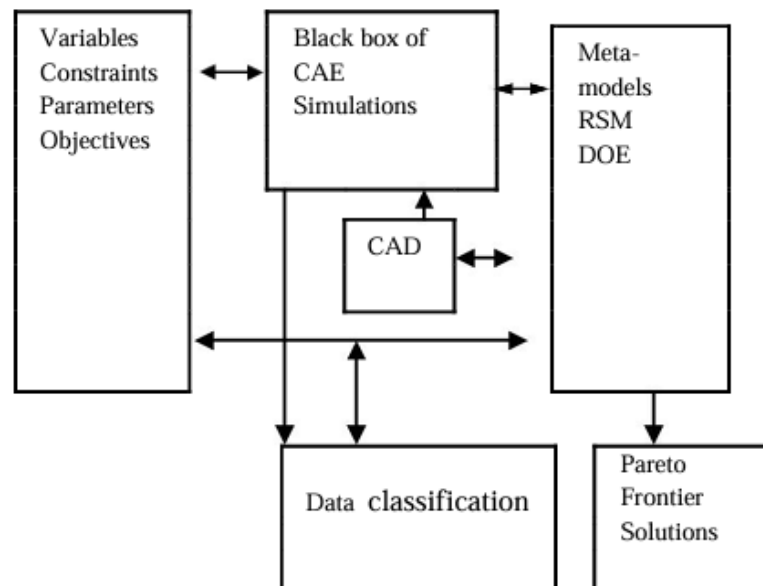 Variables
Constraints
Parameters
Objectives
Black box of
CAE
Simulations
Meta-
models
RSM
DOE
CAD
Data classification
Pareto
Frontier
Solutions